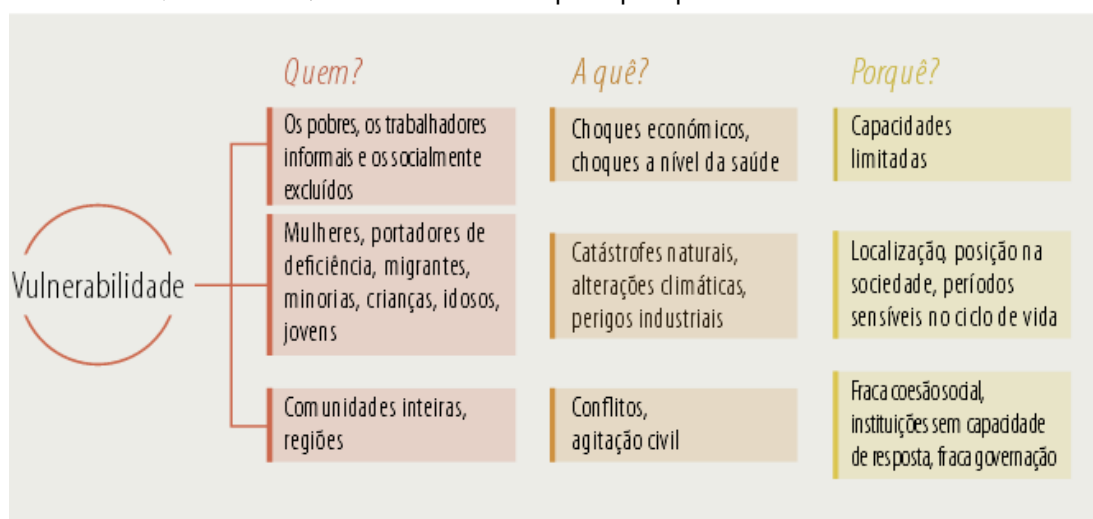 Quem?
A quê?
Porquê?
Os pobres, os trabalhadores
informais e os socialmente
excluídos
Choques económicos,
choques a nível da saúde
Capacidades
limitadas
Vulnerabilidade
Mulheres, portadores de
deficiência, migrantes,
minorias, crianças, idosos,
jovens
Catástrofes naturais,
alterações climáticas,
perigos industriais
Localização, posição na
sociedade, períodos
sensíveis no ciclo de vida
Comunidades inteiras,
regiões
Conflitos,
agitação civil
Fraca coesão social,
instituições sem capacidade
de resposta, fraca governação